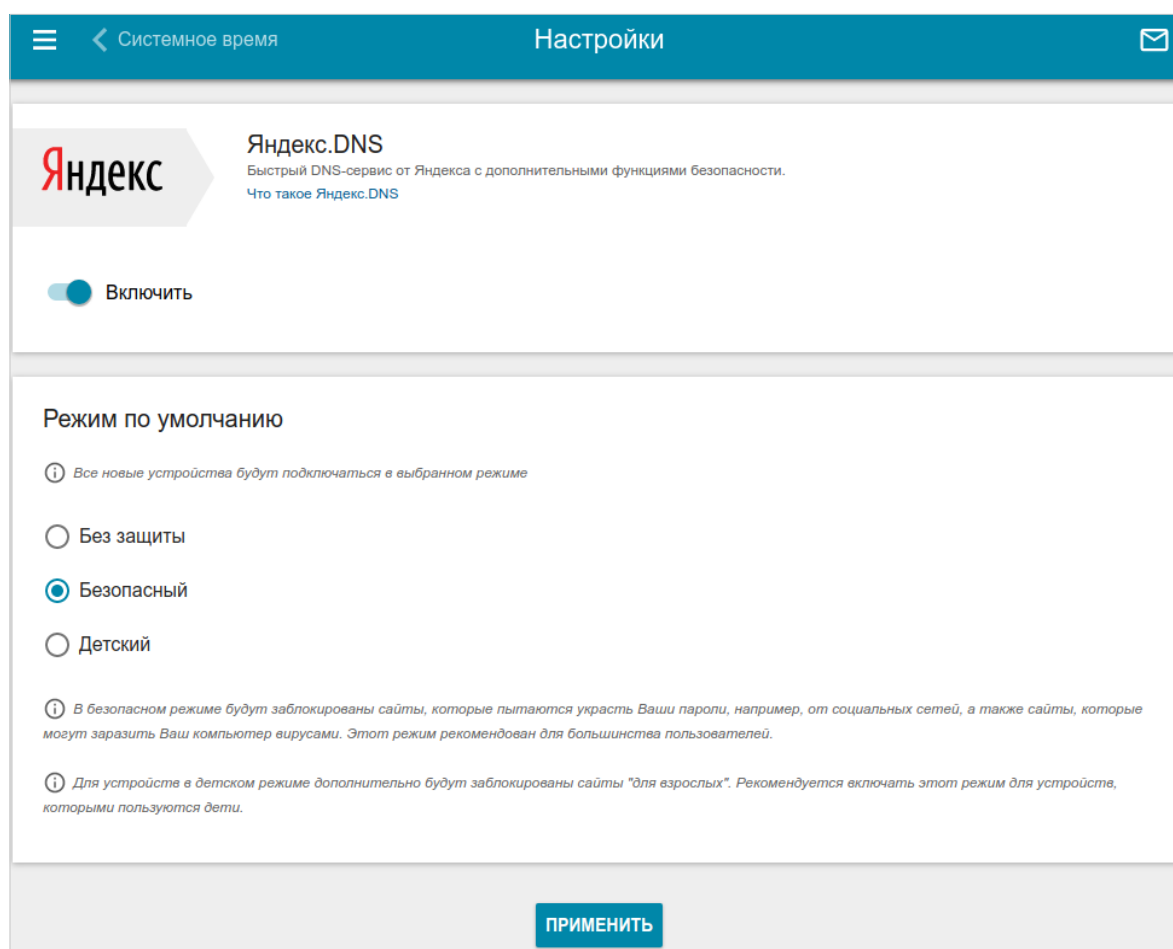 Системное время
Настройки
Яндекс
Яндекс.DNS
Быстрый DNS-сервис от Яндекса с дополнительными функциями безопасности.
Что такое Яндекс.DNS
Включить
Режим по умолчанию
Все новые устройства будут подключаться в выбранном режиме
Без защиты
Безопасный
Детский
В безопасном режиме будут заблокированы сайты, которые пытаются украсть Ваши пароли, например, от социальных сетей, а также сайты, которые
могут заразить Ваш компьютер вирусами. Этот режим рекомендован для большинства пользователей.
Для устройств в детском режиме дополнительно будут заблокированы сайты "для взрослых". Рекомендуется включать этот режим для устройств,
которыми пользуются дети.
ПРИМЕНИТЬ